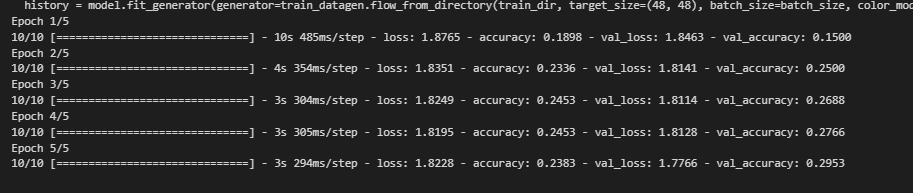 history = model.fit_generator(generator=train_datagen.flow_from_directory(train_dir, target_size=(48, 48), batch_size=batch_size, color_mod
Epoch 1/5
10/10 [==============================] - 10s 485ms/step - loss: 1.8765 - accuracy: 0.1898 - val_loss: 1.8463 - val_accuracy: 0.1500
Epoch 2/5
10/10 [==============================] - 4s 354ms/step - loss: 1.8351 - accuracy: 0.2336 - val_loss: 1.8141 - val_accuracy: 0.2500
Epoch 3/5
10/10 [==============================] - 3s 304ms/step - loss: 1.8249 - accuracy: 0.2453 - val_loss: 1.8114 - val_accuracy: 0.2688
Epoch 4/5
10/10 [==============================] - 3s 305ms/step - loss: 1.8195 - accuracy: 0.2453 - val_loss: 1.8128 - val_accuracy: 0.2766
Epoch 5/5
10/10 [==============================] - 3s 294ms/step - loss: 1.8228 - accuracy: 0.2383 - val_loss: 1.7766 - val_accuracy: 0.2953